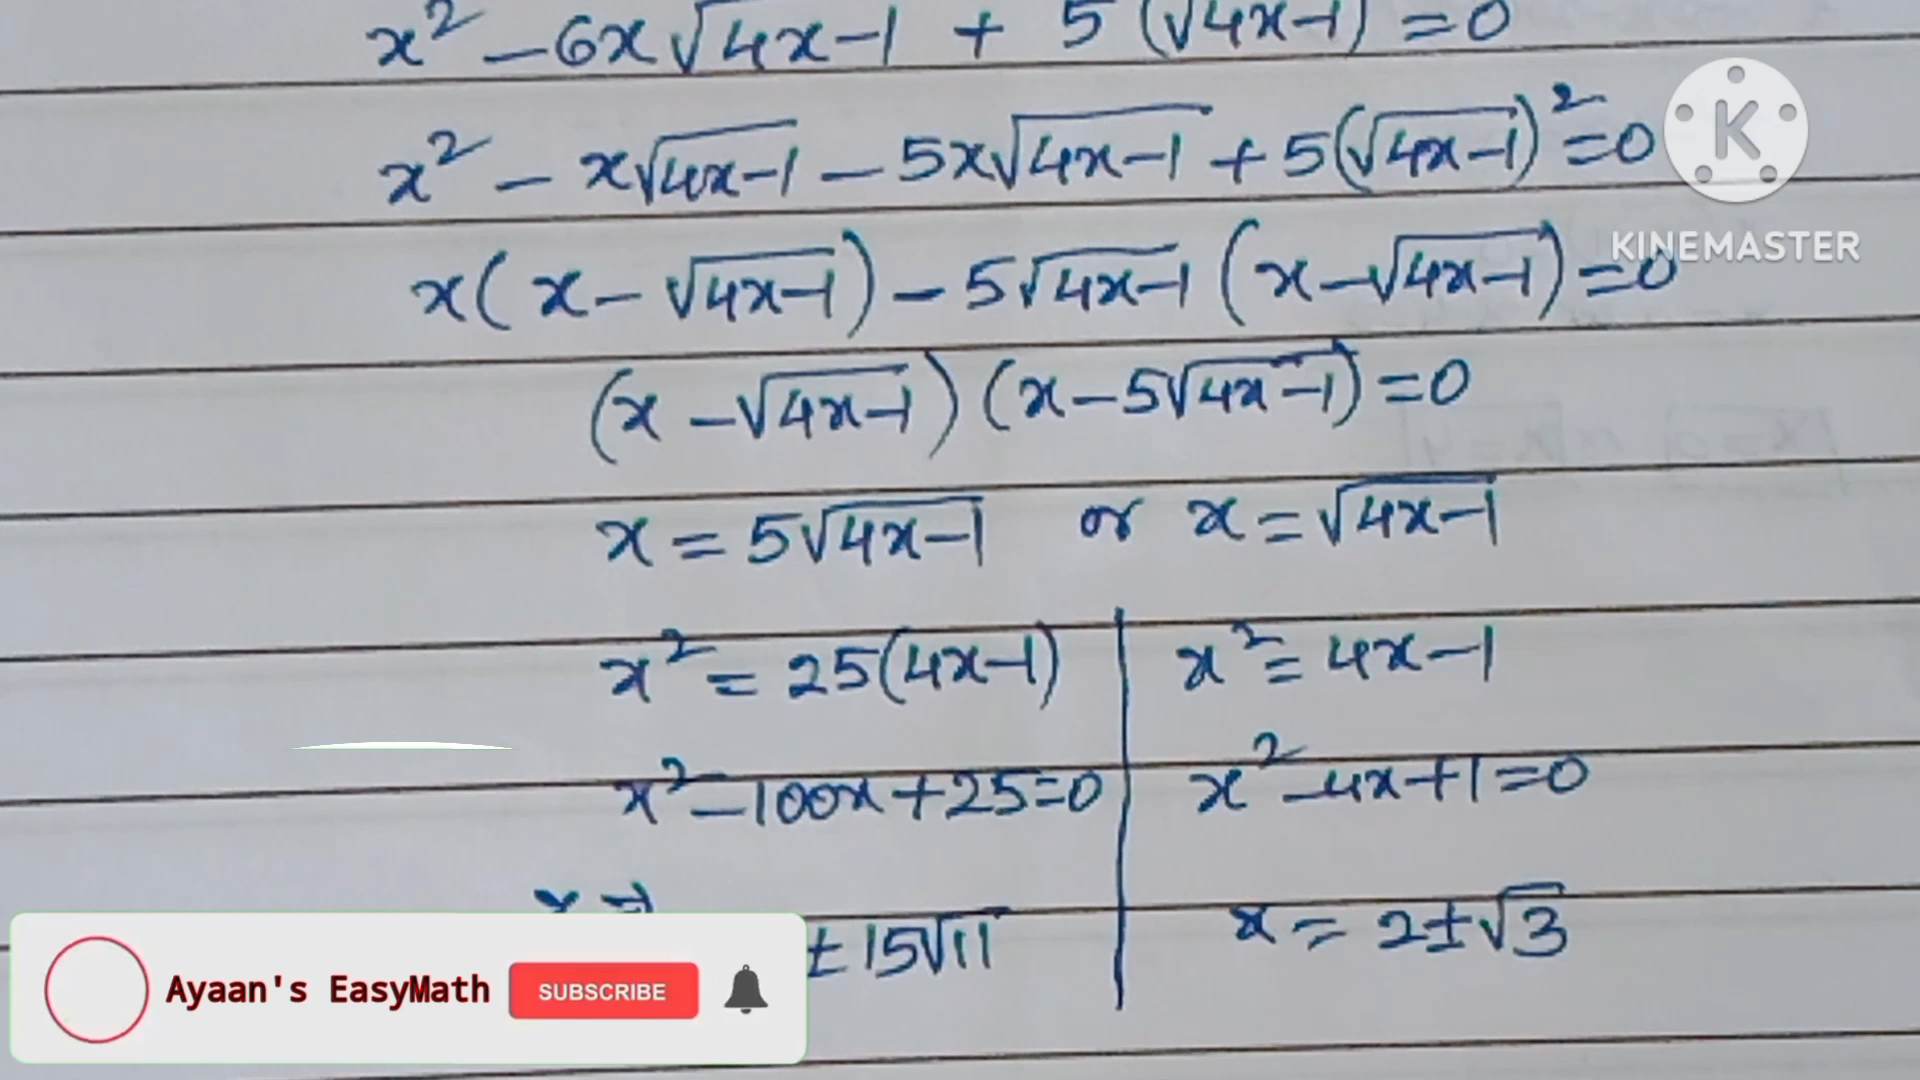 x² - 6x√4x-1 + 5(√4x-1) = 0
x² - x√4x-1 - 5x√4x-1 + 5(√4x-1)² = 0
K
KINEMASTER
x(x-√4x-1) - 5√4x-1 (x-√4x-1) = 0
(x-√4x-1)(x-5√4x-1) = 0
x = 5√4x-1 or x = √4x-1
x² = 25(4x-1) x² = 4x-1
x² - 100x + 25 = 0 x² - 4x + 1 = 0
± 15√11 x = 2±√3
Ayaan's EasyMath SUBSCRIBE